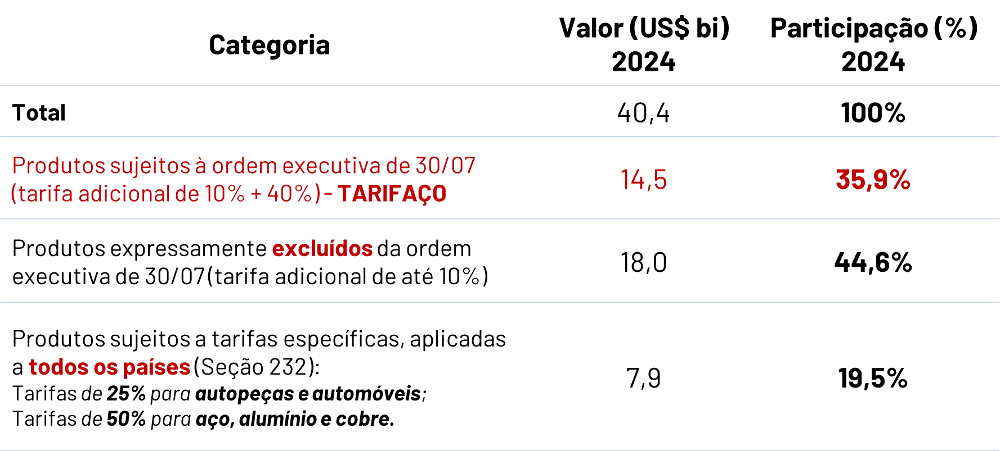 Categoria
Valor (US$ bi)
2024
Participação (%)
2024
Total
40,4
100%
Produtos sujeitos à ordem executiva de 30/07
(tarifa adicional de 10% + 40%) - TARIFAÇO
14,5
35,9%
Produtos expressamente excluídos da ordem
executiva de 30/07 (tarifa adicional de até 10%)
18,0
44,6%
Produtos sujeitos a tarifas específicas, aplicadas
a todos os países (Seção 232):
Tarifas de 25% para autopeças e automóveis;
Tarifas de 50% para aço, alumínio e cobre.
7,9
19,5%